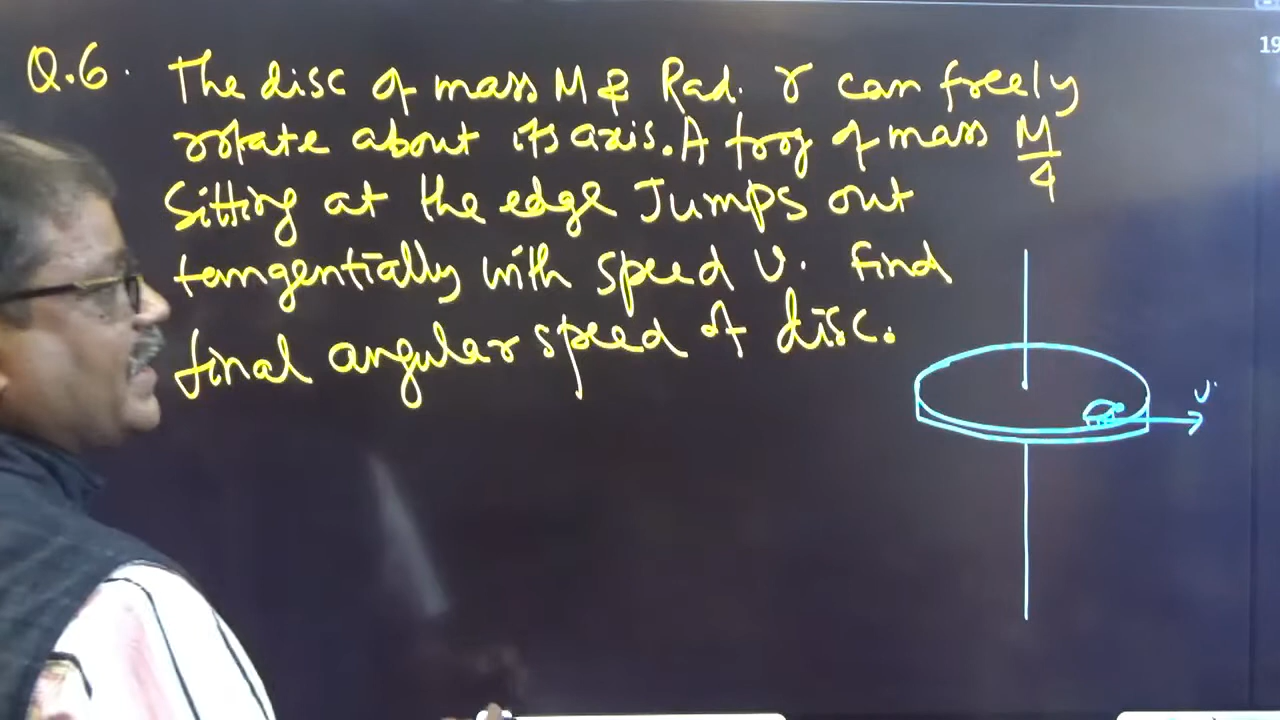 Q.6. The disc of mass M & Rad. r can freely
rotate about its axis. A frog of mass M/4
Sitting at the edge Jumps out
tangentially with speed v. find
final angular speed of disc.
v
19